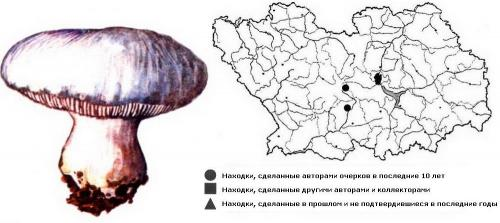 Находки, сделанные авторами очерков в последние 10 лет
Находки, сделанные другими авторами и коллекторами
Находки, сделанные в прошлом и не подтвердившиеся в последние годы